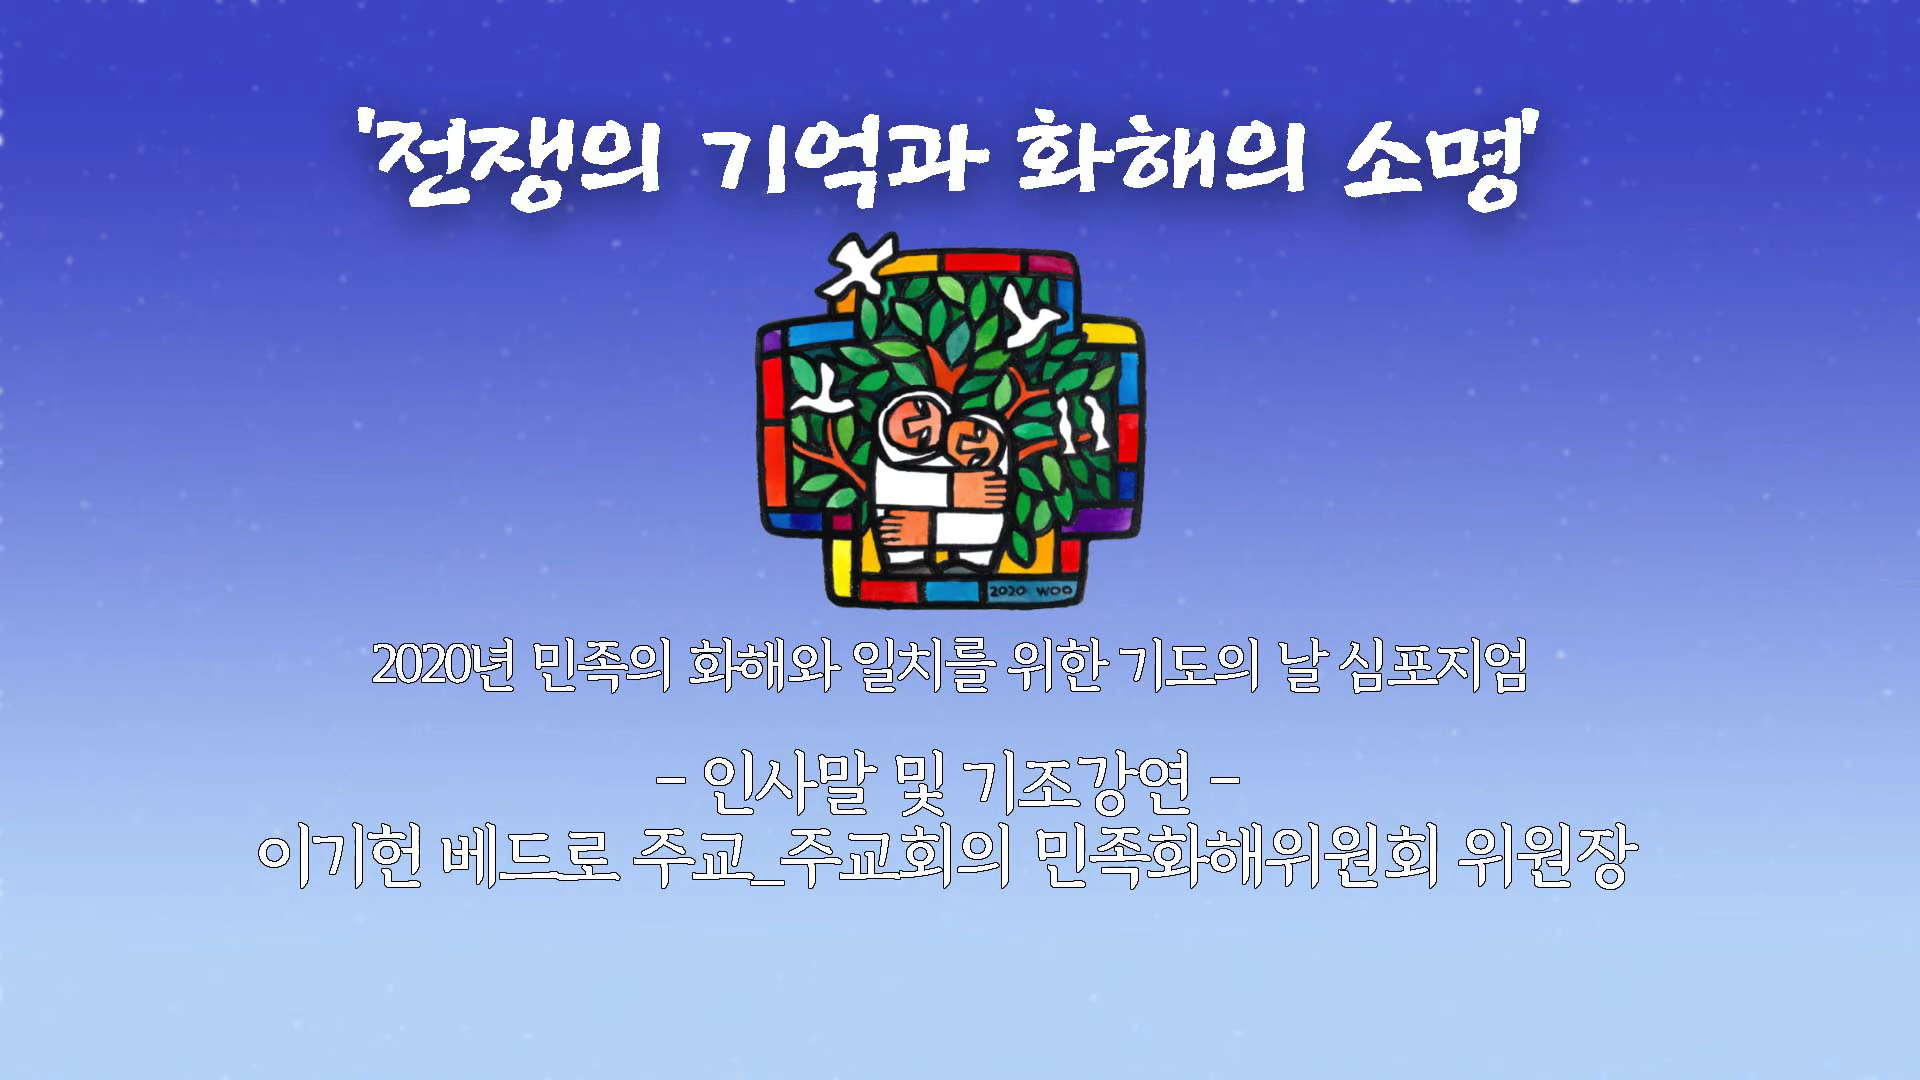 '전쟁의 기억과 화해의 소명'
2020 WOO
2020년 민족의 화해와 일치를 위한 기도의 날 심포지엄
- 인사말 및 기조강연 -
이기헌 베드로 주교_주교회의 민족화해위원회 위원장